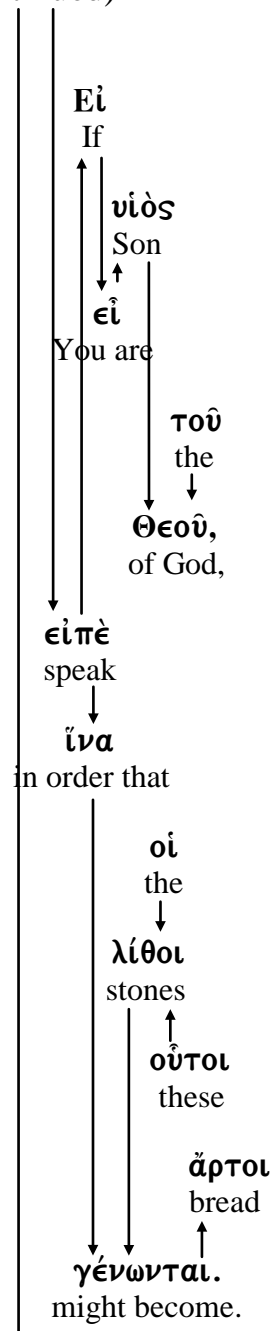 Εἰ
If
υἱὸς
Son
εἶ
You are
τοῦ
the
Θεοῦ,
of God,
εἰπὲ
speak
ἵνα
in order that
οἱ
the
λίθοι
stones
οὗτοι
these
ἄρτοι
bread
γένωνται.
might become.